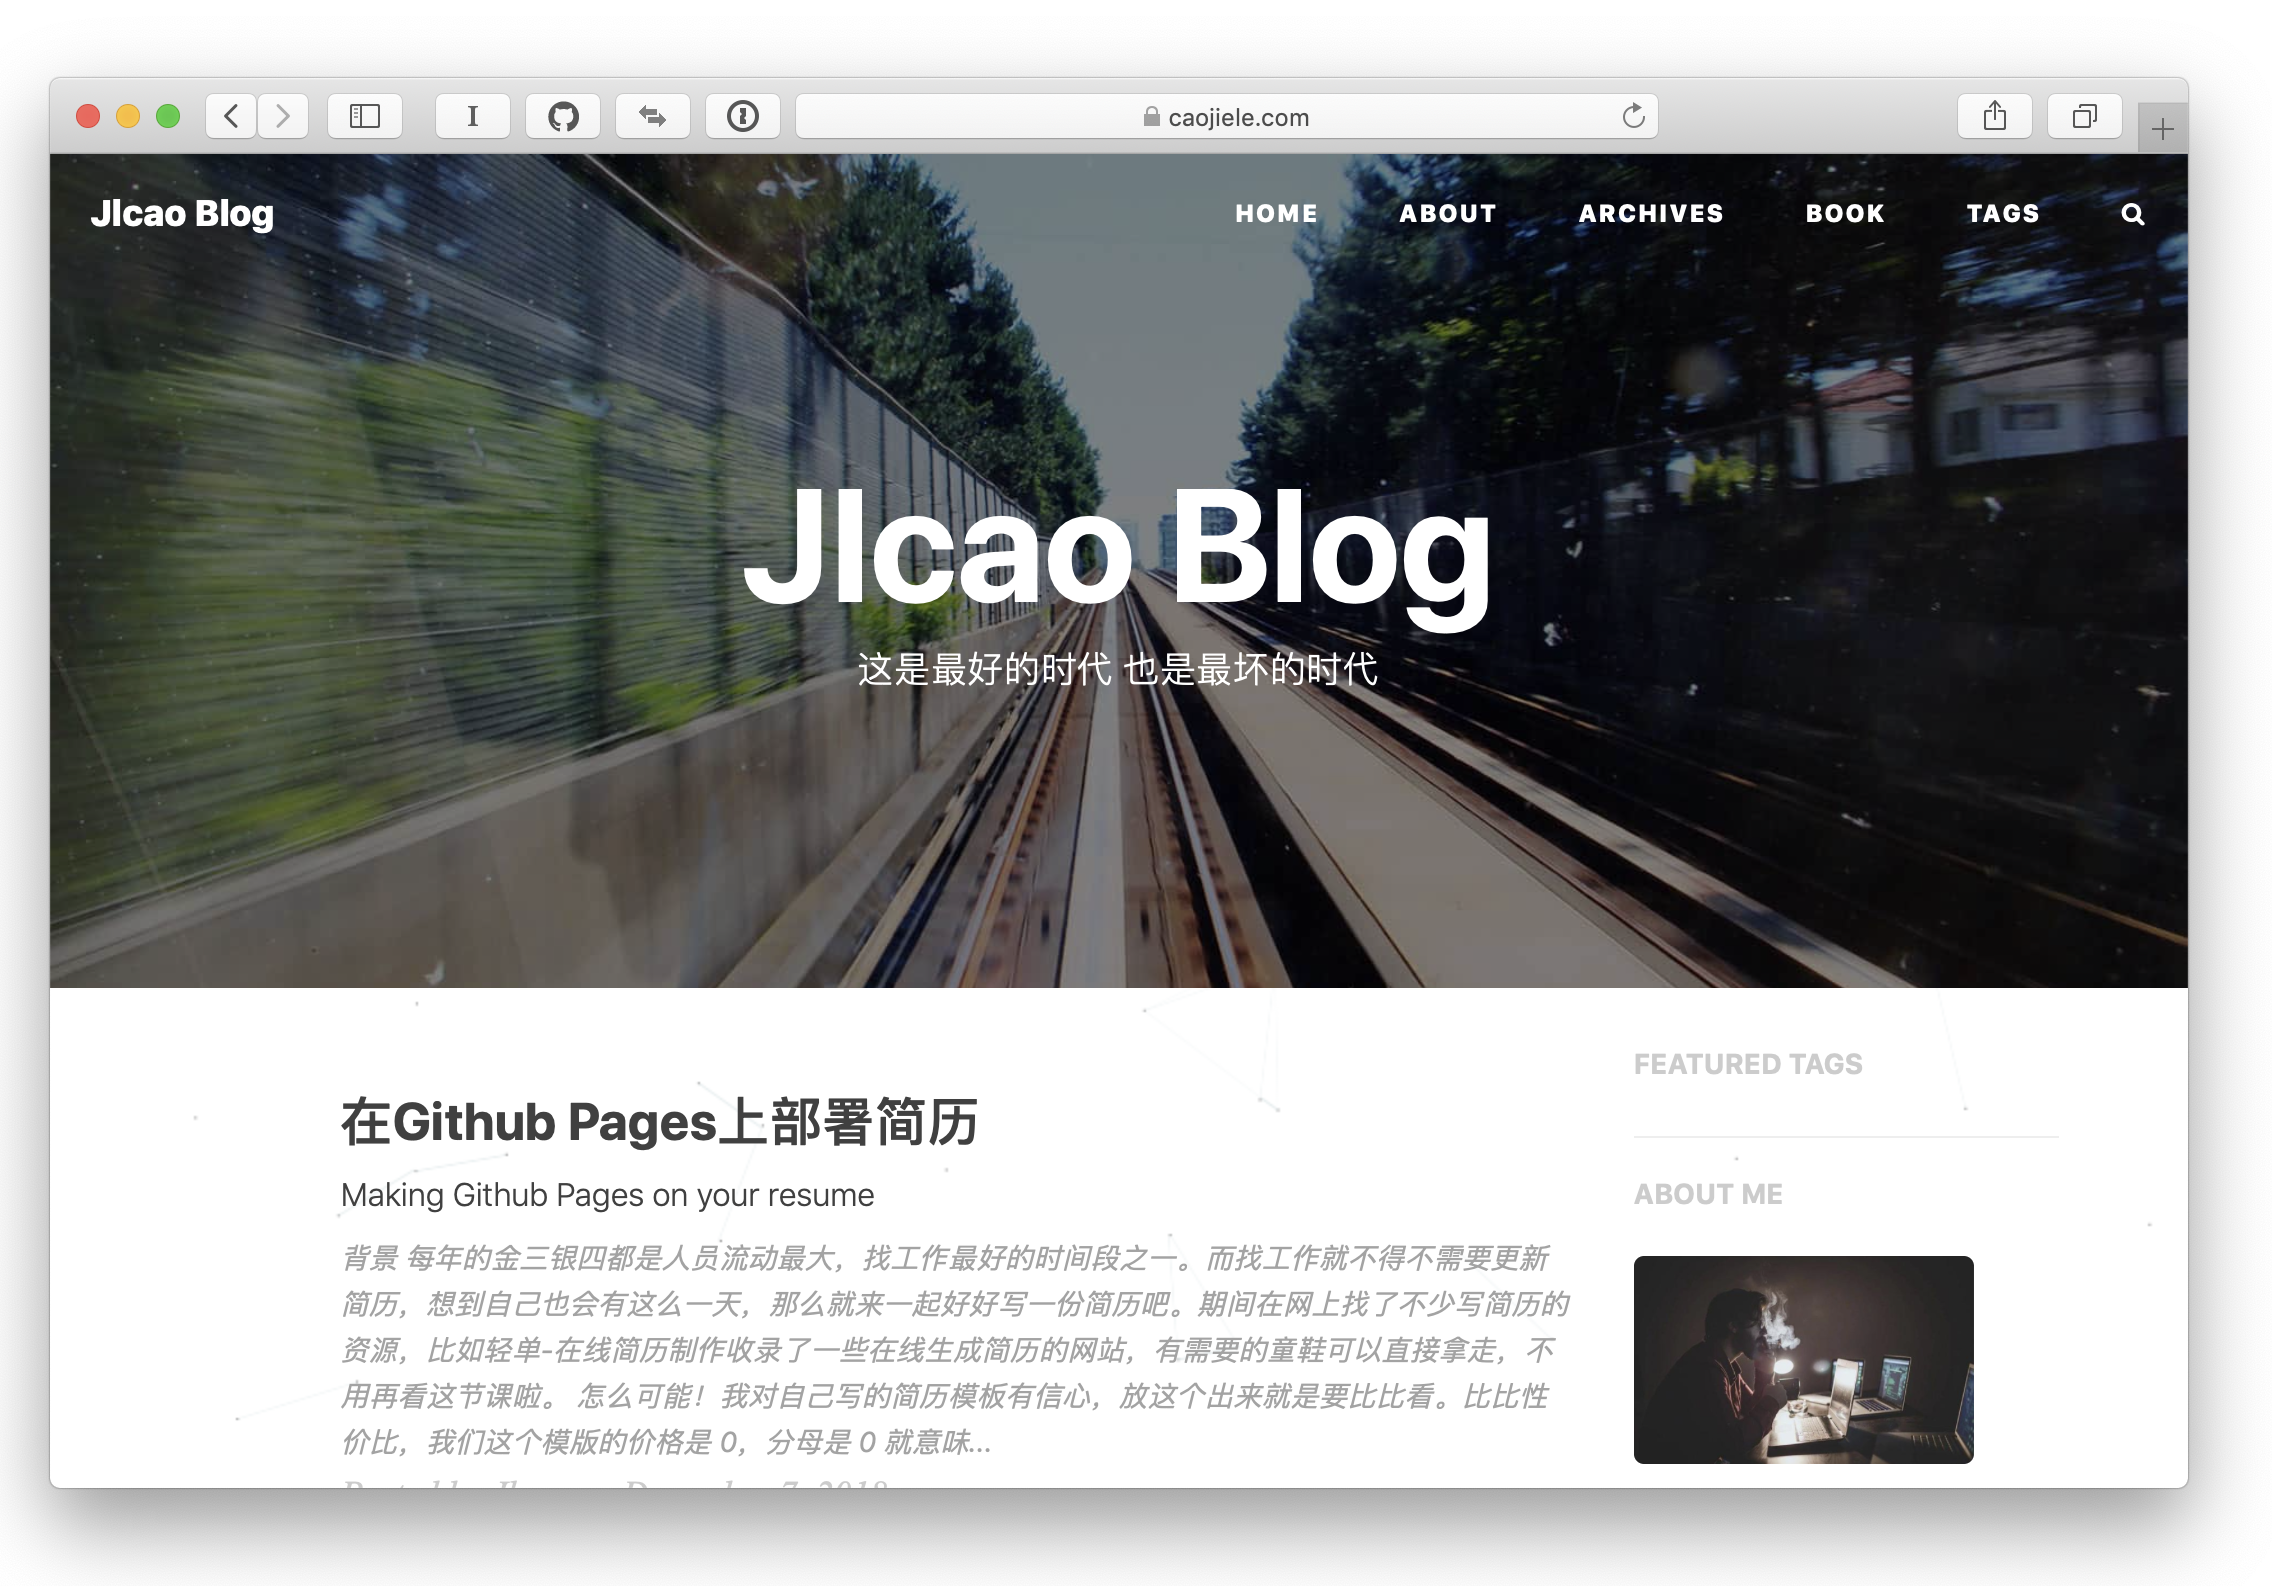 caojiele.com
Jlcao Blog
HOME ABOUT ARCHIVES BOOK TAGS
Jlcao Blog
这是最好的时代 也是最坏的时代
在Github Pages上部署简历
Making Github Pages on your resume
背景 每年的金三银四都是人员流动最大，找工作最好的时间段之一。而找工作就不得不需要更新
简历，想到自己也会有这么一天，那么就来一起好好写一份简历吧。期间在网上找了不少写简历的
资源，比如轻单-在线简历制作收录了一些在线生成简历的网站，有需要的童鞋可以直接拿走，不
用再看这节课啦。 怎么可能！我对自己写的简历模板有信心，放这个出来就是要比比看。比比性
价比，我们这个模版的价格是 0，分母是 0 就意味...
FEATURED TAGS
ABOUT ME